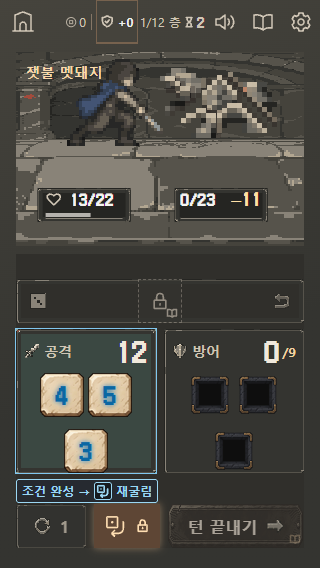 0 +0 1/12 층 2
잿불 멧돼지
13/22 0/23 −11
공격 12 방어 0/9
4 5
3
조건 완성 → 재굴림
1 턴 끝내기